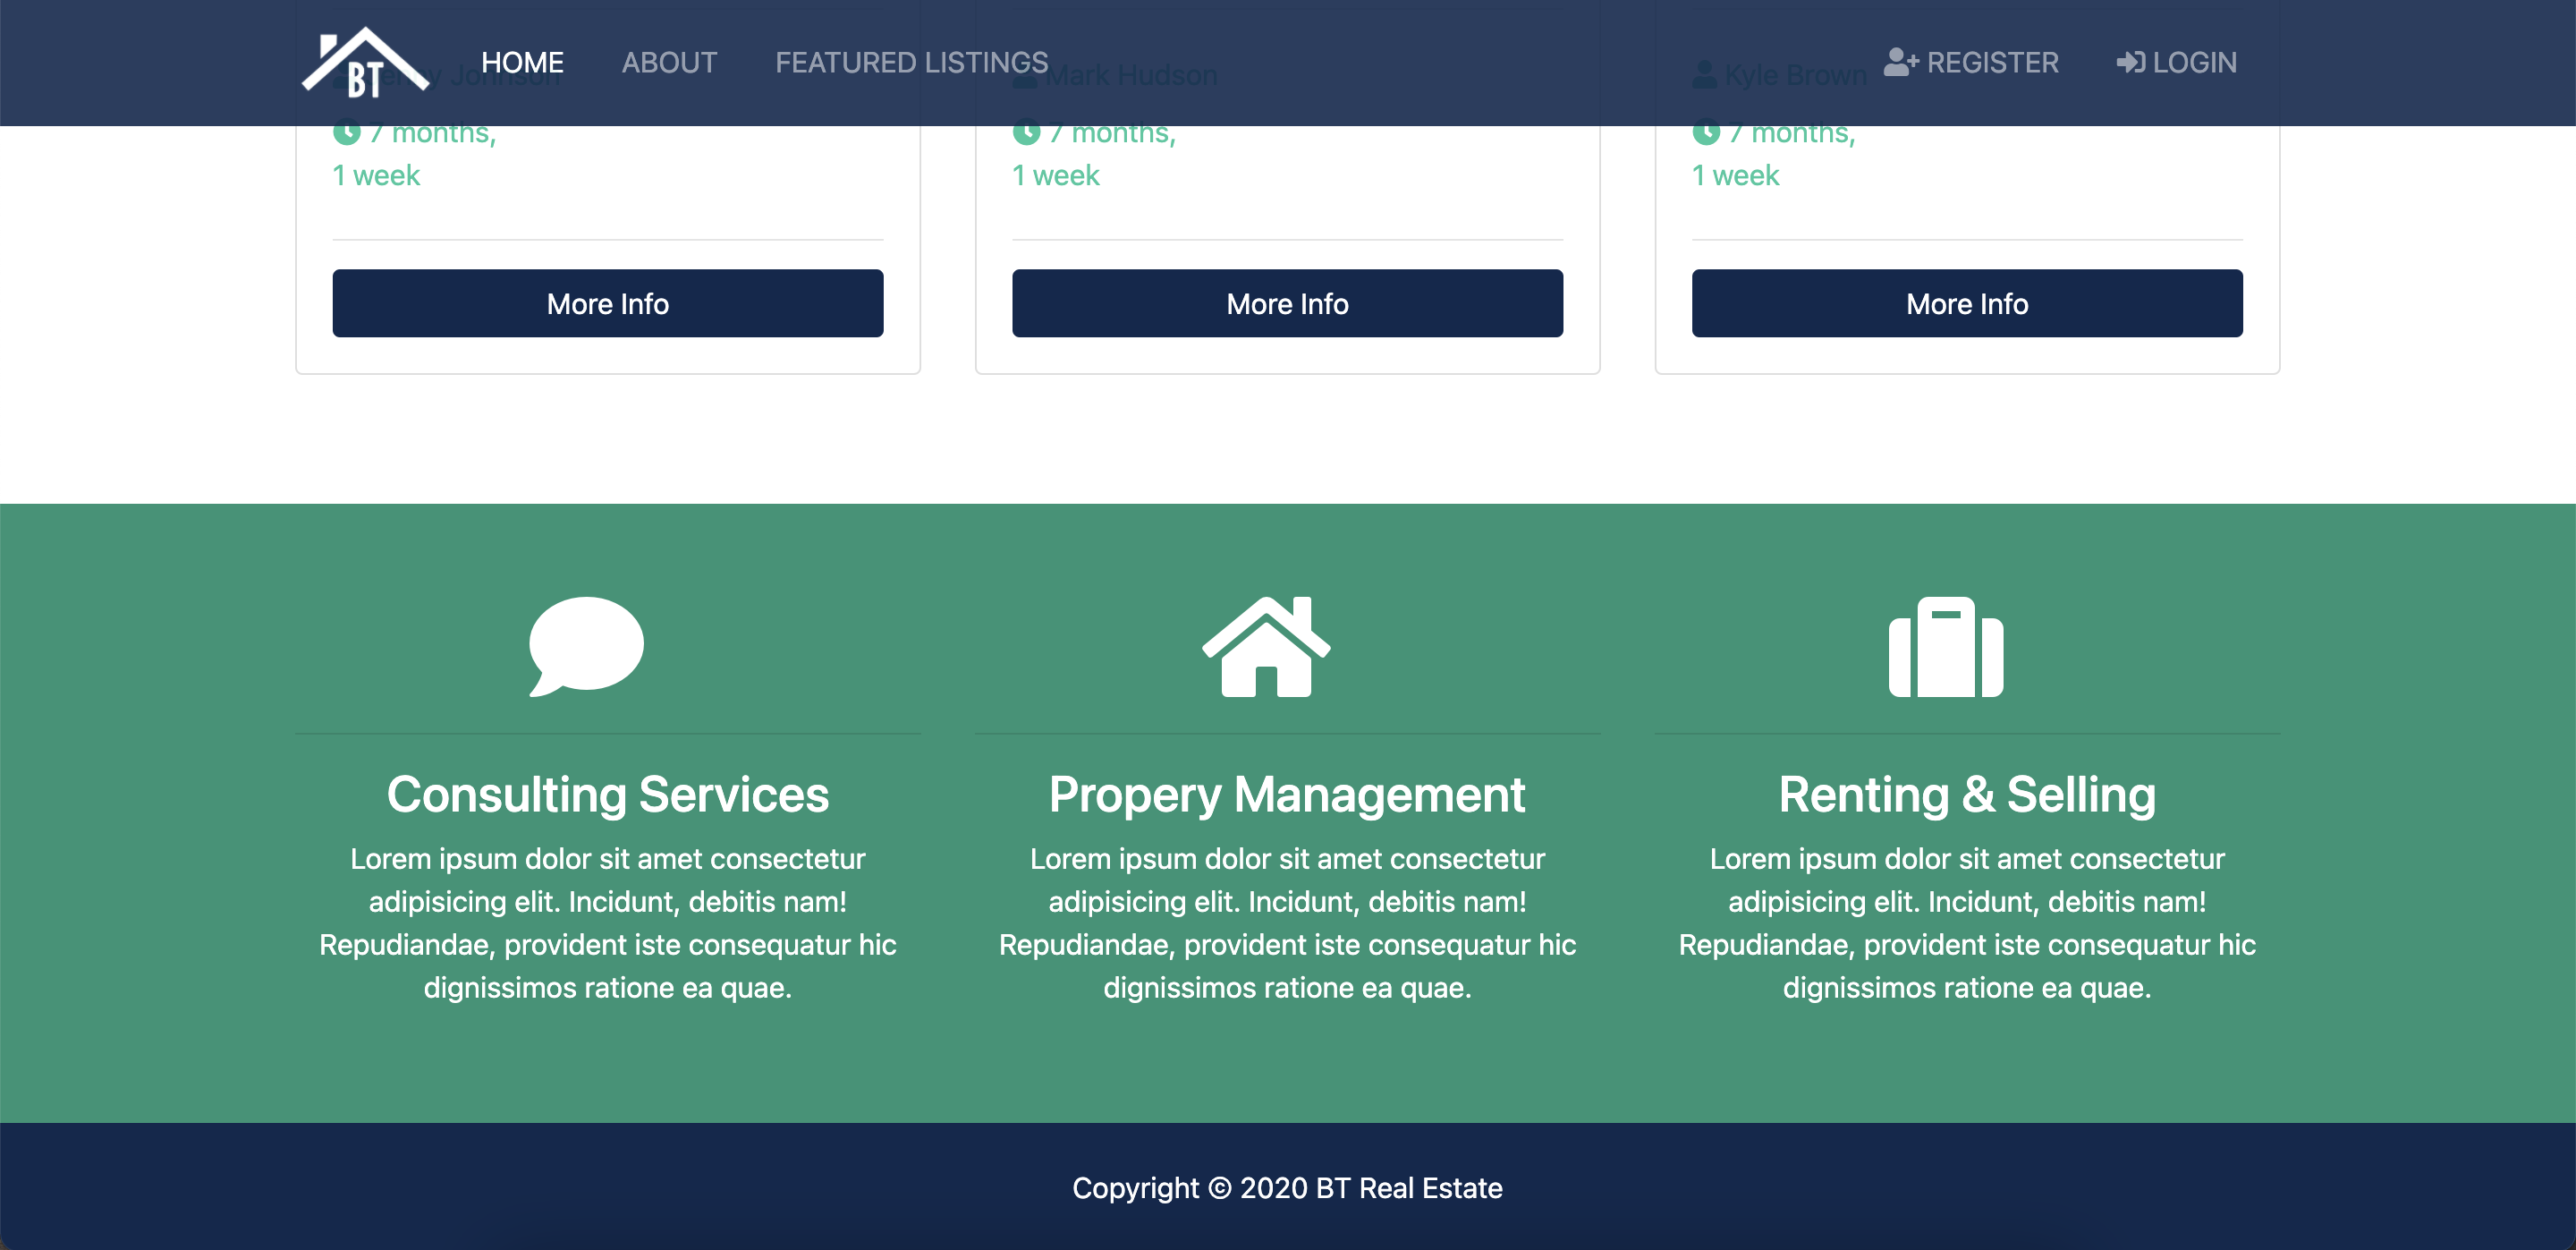 BT
HOME
ABOUT
FEATURED LISTINGS
REGISTER
LOGIN
Johnson
Mark Hudson
Kyle Brown
7 months,
1 week
7 months,
1 week
7 months,
1 week
More Info
More Info
More Info
Consulting Services
Lorem ipsum dolor sit amet consectetur
adipisicing elit. Incidunt, debitis nam!
Repudiandae, provident iste consequatur hic
dignissimos ratione ea quae.
Propery Management
Lorem ipsum dolor sit amet consectetur
adipisicing elit. Incidunt, debitis nam!
Repudiandae, provident iste consequatur hic
dignissimos ratione ea quae.
Renting & Selling
Lorem ipsum dolor sit amet consectetur
adipisicing elit. Incidunt, debitis nam!
Repudiandae, provident iste consequatur hic
dignissimos ratione ea quae.
Copyright © 2020 BT Real Estate